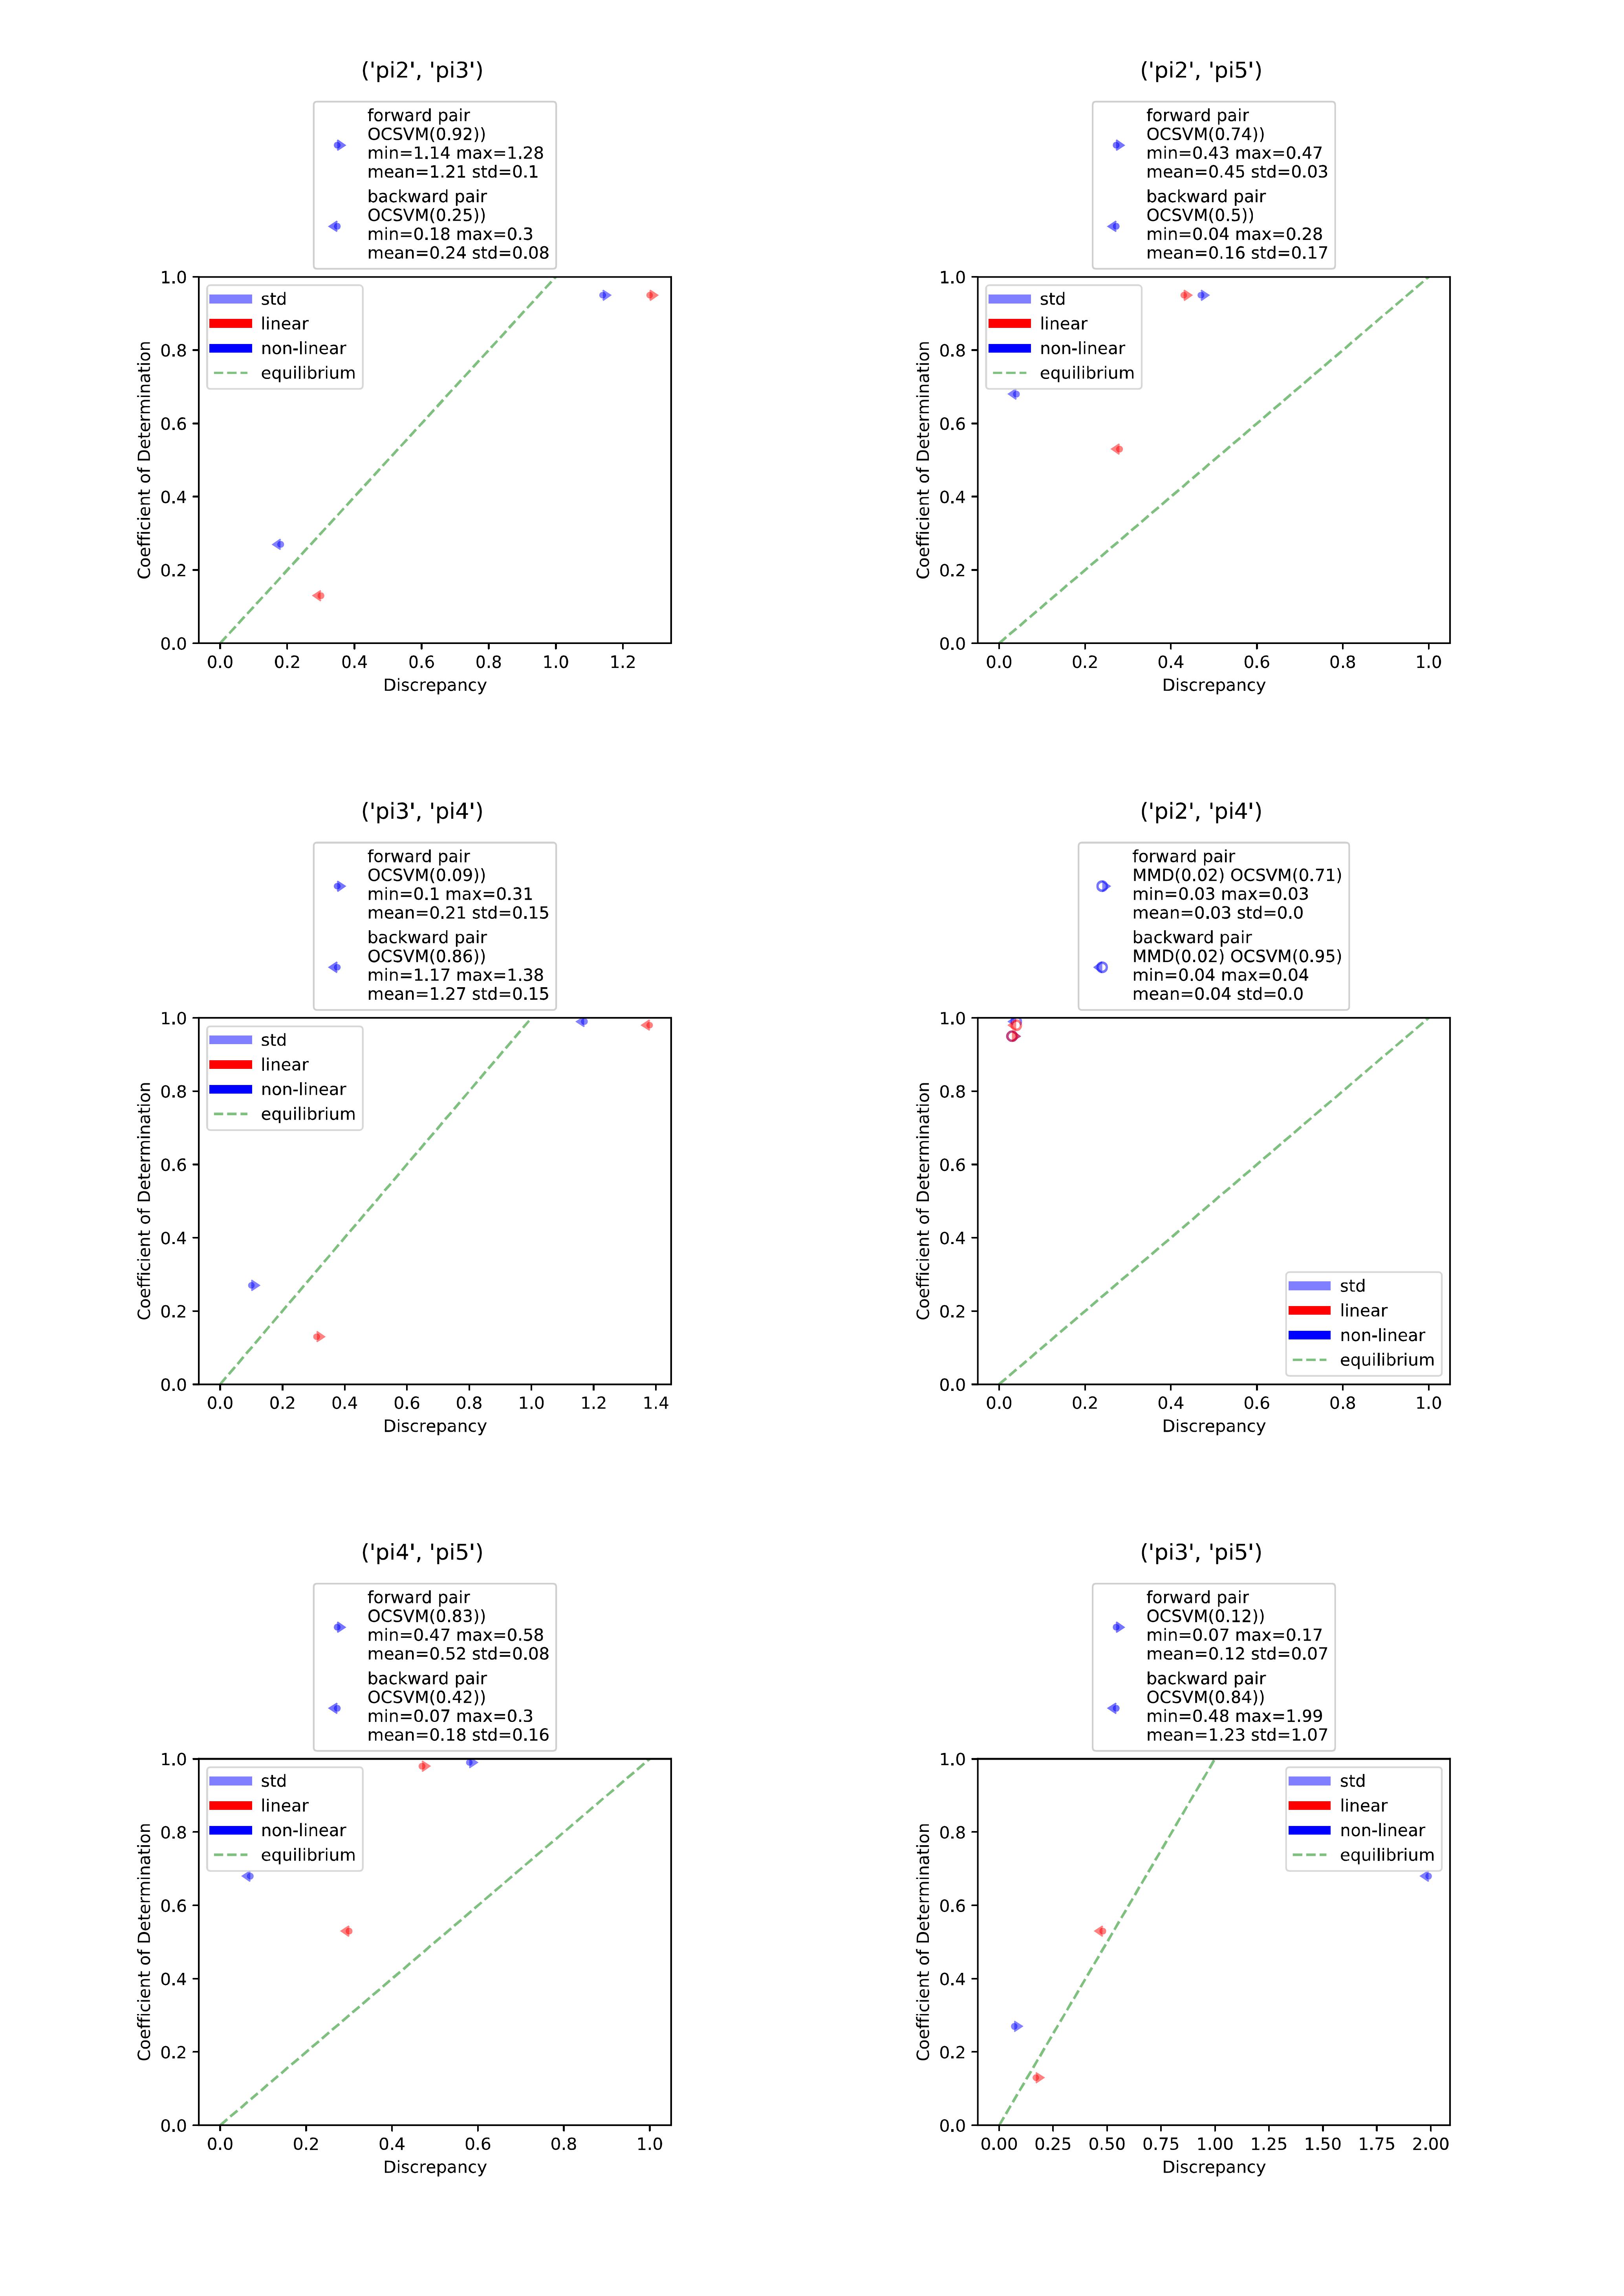 ('pi2', 'pi3')
forward pair
OCSVM(0.92))
min=1.14 max=1.28
mean=1.21 std=0.1
backward pair
OCSVM(0.25))
min=0.18 max=0.3
mean=0.24 std=0.08
1.0
0.8
0.6
0.4
0.2
0.0
Coefficient of Determination
std
linear
non-linear
equilibrium
0.0 0.2 0.4 0.6 0.8 1.0 1.2
Discrepancy
('pi2', 'pi5')
forward pair
OCSVM(0.74))
min=0.43 max=0.47
mean=0.45 std=0.03
backward pair
OCSVM(0.5))
min=0.04 max=0.28
mean=0.16 std=0.17
1.0
0.8
0.6
0.4
0.2
0.0
Coefficient of Determination
std
linear
non-linear
equilibrium
0.0 0.2 0.4 0.6 0.8 1.0
Discrepancy
('pi3', 'pi4')
forward pair
OCSVM(0.09))
min=0.1 max=0.31
mean=0.21 std=0.15
backward pair
OCSVM(0.86))
min=1.17 max=1.38
mean=1.27 std=0.15
1.0
0.8
0.6
0.4
0.2
0.0
Coefficient of Determination
std
linear
non-linear
equilibrium
0.0 0.2 0.4 0.6 0.8 1.0 1.2 1.4
Discrepancy
('pi2', 'pi4')
forward pair
MMD(0.02) OCSVM(0.71)
min=0.03 max=0.03
mean=0.03 std=0.0
backward pair
MMD(0.02) OCSVM(0.95)
min=0.04 max=0.04
mean=0.04 std=0.0
1.0
0.8
0.6
0.4
0.2
0.0
Coefficient of Determination
std
linear
non-linear
equilibrium
0.0 0.2 0.4 0.6 0.8 1.0
Discrepancy
('pi4', 'pi5')
forward pair
OCSVM(0.83))
min=0.47 max=0.58
mean=0.52 std=0.08
backward pair
OCSVM(0.42))
min=0.07 max=0.3
mean=0.18 std=0.16
1.0
0.8
0.6
0.4
0.2
0.0
Coefficient of Determination
std
linear
non-linear
equilibrium
0.0 0.2 0.4 0.6 0.8 1.0
Discrepancy
('pi3', 'pi5')
forward pair
OCSVM(0.12))
min=0.07 max=0.17
mean=0.12 std=0.07
backward pair
OCSVM(0.84))
min=0.48 max=1.99
mean=1.23 std=1.07
1.0
0.8
0.6
0.4
0.2
0.0
Coefficient of Determination
std
linear
non-linear
equilibrium
0.00 0.25 0.50 0.75 1.00 1.25 1.50 1.75 2.00
Discrepancy